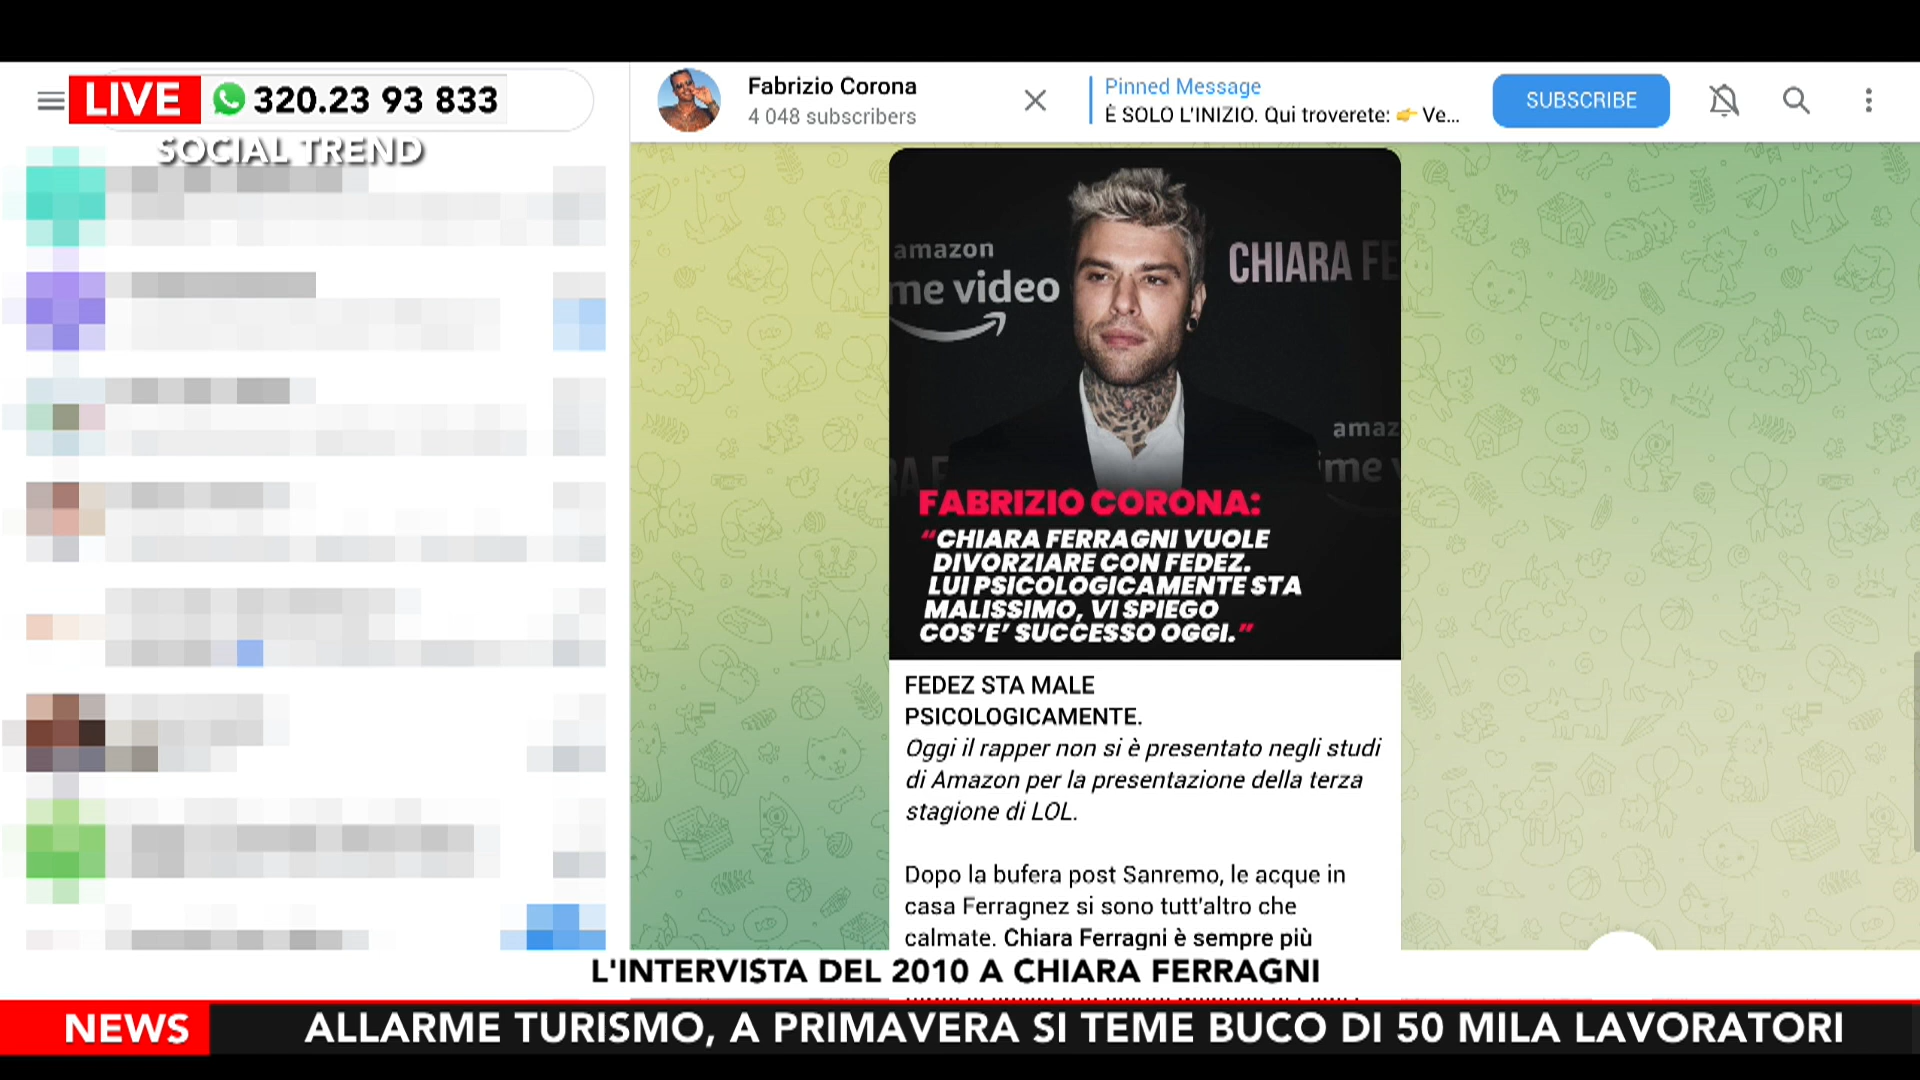 LIVE 320.23 93 833
SOCIAL TREND
Fabrizio Corona
4 048 subscribers
Pinned Message
È SOLO L'INIZIO. Qui troverete: 👉 Ve...
SUBSCRIBE
amazon
me video
CHIARA FE
amaz
me v
RA F
FABRIZIO CORONA:
“CHIARA FERRAGNI VUOLE
DIVORZIARE CON FEDEZ.
LUI PSICOLOGICAMENTE STA
MALISSIMO, VI SPIEGO
COS'E' SUCCESSO OGGI.”
FEDEZ STA MALE
PSICOLOGICAMENTE.
Oggi il rapper non si è presentato negli studi
di Amazon per la presentazione della terza
stagione di LOL.
Dopo la bufera post Sanremo, le acque in
casa Ferragnez si sono tutt'altro che
calmate. Chiara Ferragni è sempre più
L'INTERVISTA DEL 2010 A CHIARA FERRAGNI
NEWS ALLARME TURISMO, A PRIMAVERA SI TEME BUCO DI 50 MILA LAVORATORI